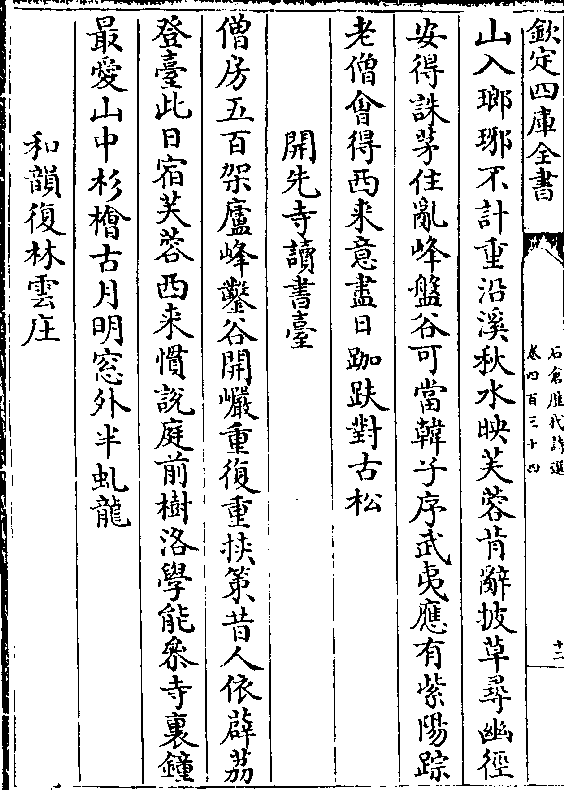 欽定四庫全書
石倉歷代詩選
卷四百三十四
十二
山入瑯琊不計重沿溪秋水映芙蓉肯辭披草尋幽徑
安得誅茅住亂峰盤谷可當韓子序武夷應有紫陽踪
老僧會得西来意盡日跏趺對古松
開先寺讀書臺
僧房五百架廬峰鑿谷開巖重復重挾策昔人依薜荔
登臺此日宿芙蓉西来慣說庭前樹洛學能叅寺裏鐘
最愛山中杉檜古月明窓外半虬龍
和韻復林雲庄